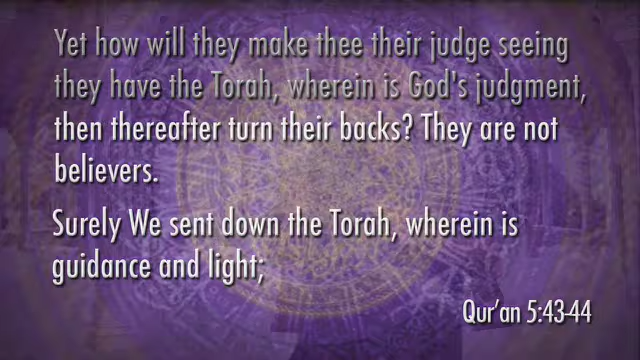 Yet how will they make thee their judge seeing
they have the Torah, wherein is God's judgment,
then thereafter turn their backs? They are not
believers.
Surely We sent down the Torah, wherein is
guidance and light;
Qur’an 5:43-44